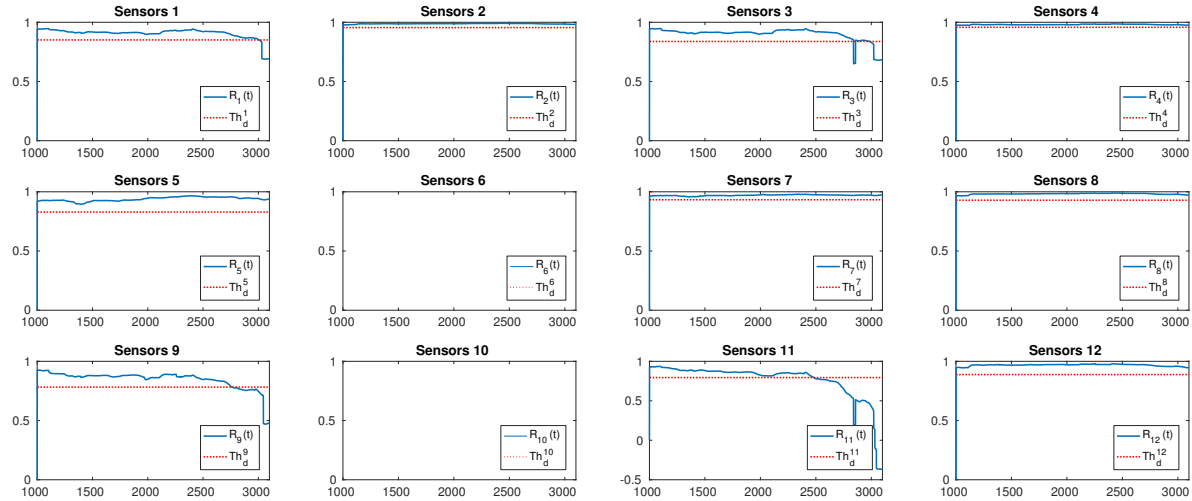 Sensors 1
1
0.5
0
1000 1500 2000 2500 3000
R1(t)
Th1d
Sensors 2
1
0.5
0
1000 1500 2000 2500 3000
R2(t)
Th2d
Sensors 3
1
0.5
0
1000 1500 2000 2500 3000
R3(t)
Th3d
Sensors 4
1
0.5
0
1000 1500 2000 2500 3000
R4(t)
Th4d
Sensors 5
1
0.5
0
1000 1500 2000 2500 3000
R5(t)
Th5d
Sensors 6
1
0.5
0
1000 1500 2000 2500 3000
R6(t)
Th6d
Sensors 7
1
0.5
0
1000 1500 2000 2500 3000
R7(t)
Th7d
Sensors 8
1
0.5
0
1000 1500 2000 2500 3000
R8(t)
Th8d
Sensors 9
1
0.5
0
1000 1500 2000 2500 3000
R9(t)
Th9d
Sensors 10
1
0.5
0
1000 1500 2000 2500 3000
R10(t)
Th10d
Sensors 11
1
0.5
0
-0.5
1000 1500 2000 2500 3000
R11(t)
Th11d
Sensors 12
1
0.5
0
1000 1500 2000 2500 3000
R12(t)
Th12d